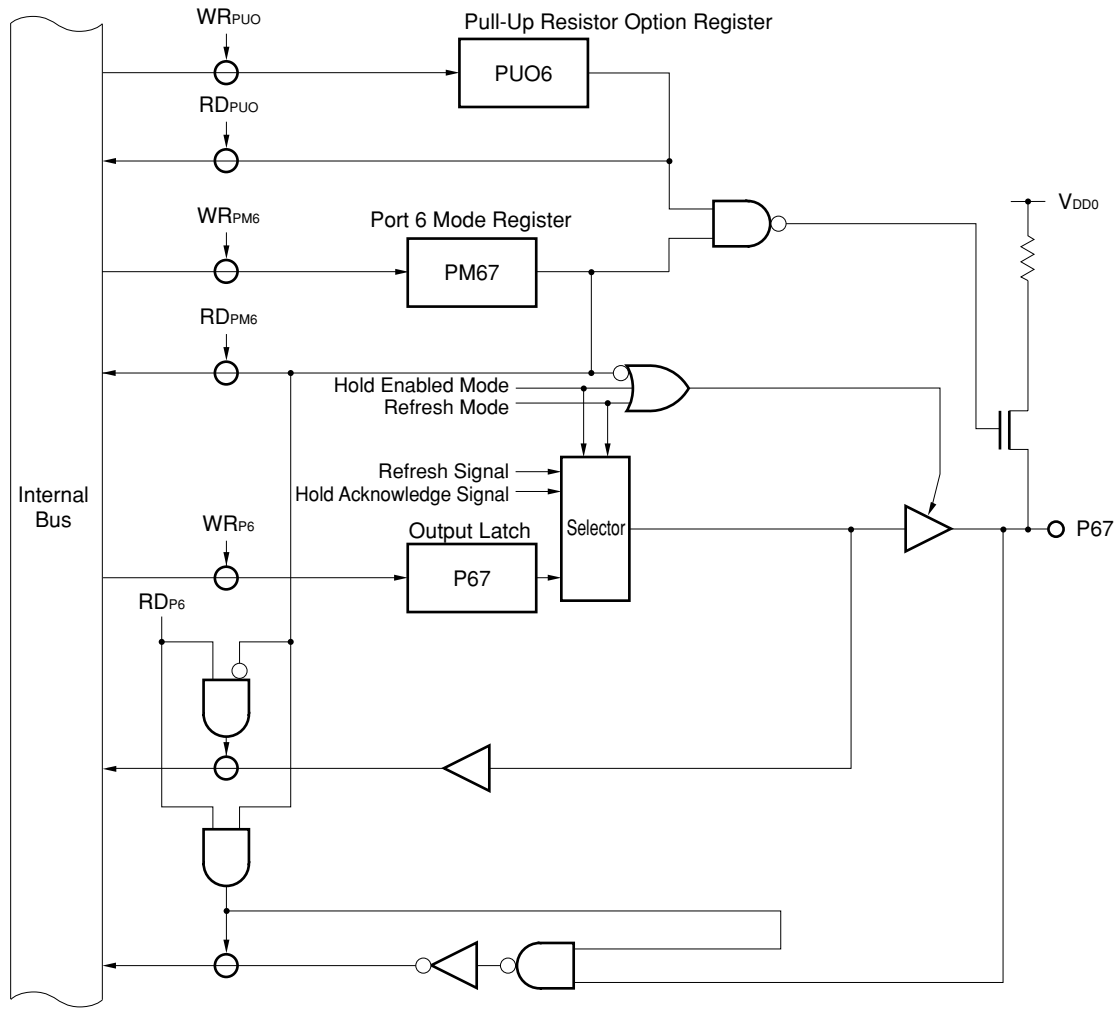 WRPUO
Pull-Up Resistor Option Register
PUO6
RDPUO
WRPM6
Port 6 Mode Register
PM67
VDD0
RDPM6
Hold Enabled Mode
Refresh Mode
Refresh Signal
Hold Acknowledge Signal
Internal
Bus
WRP6
Output Latch
P67
Selector
P67
RDP6